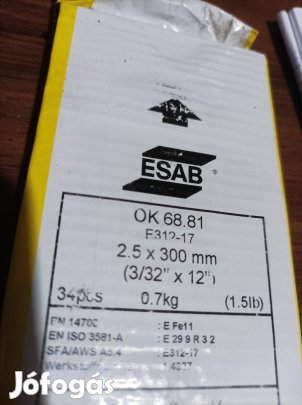 ESAB ®
OK 68.81
E312-17
2.5 x 300 mm
(3/32" x 12")
34pcs 0.7kg (1.5lb)
EN 14700 : E Fe11
EN ISO 3581-A : E 29 9 R 3 2
SFA/AWS A5.4 : E312-17
Jófogás